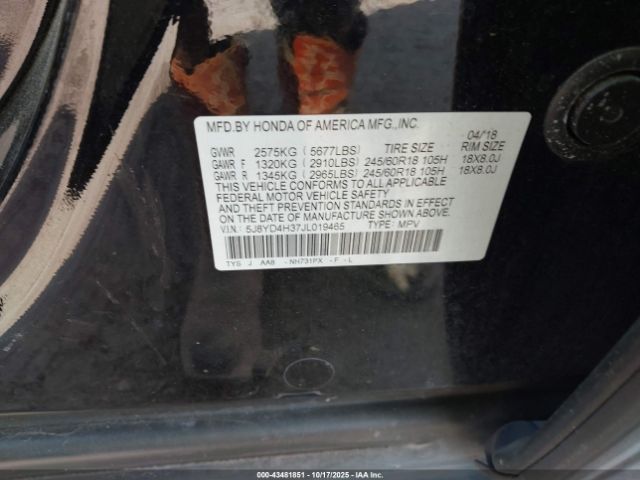 MFD.BY HONDA OF AMERICA MFG.,INC. 04/18
GVWR 2575KG ( 5677LBS) TIRE SIZE RIM SIZE
GAWR F 1320KG ( 2910LBS) 245/60R18 105H 18X8.0J
GAWR R 1345KG ( 2965LBS) 245/60R18 105H 18X8.0J
THIS VEHICLE CONFORMS TO ALL APPLICABLE
FEDERAL MOTOR VEHICLE SAFETY
AND THEFT PREVENTION STANDARDS IN EFFECT
ON THE DATE OF MANUFACTURE SHOWN ABOVE.
V.I.N.: 5J8YD4H37JL019465 TYPE: MPV
TYS J AA8 -NH731PX -F -L
000-43481851 | 10/17/2025 - IAA Inc.